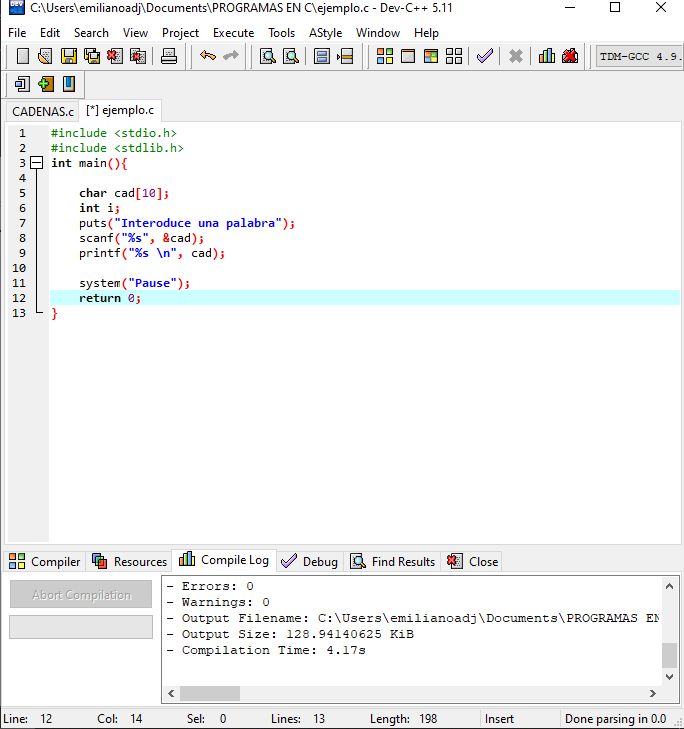 C:\Users\emilianoadj\Documents\PROGRAMAS EN C\ejemplo.c - Dev-C++ 5.11
File Edit Search View Project Execute Tools AStyle Window Help
TDM-GCC 4.9.
CADENAS.c [*] ejemplo.c
1 #include <stdio.h>
2 #include <stdlib.h>
3 int main(){
4
5 char cad[10];
6 int i;
7 puts("Interoduce una palabra");
8 scanf("%s", &cad);
9 printf("%s \n", cad);
10
11 system("Pause");
12 return 0;
13 }
Compiler Resources Compile Log Debug Find Results Close
Abort Compilation
- Errors: 0
- Warnings: 0
- Output Filename: C:\Users\emilianoadj\Documents\PROGRAMAS EN
- Output Size: 128.94140625 KiB
- Compilation Time: 4.17s
Line: 12 Col: 14 Sel: 0 Lines: 13 Length: 198 Insert Done parsing in 0.0